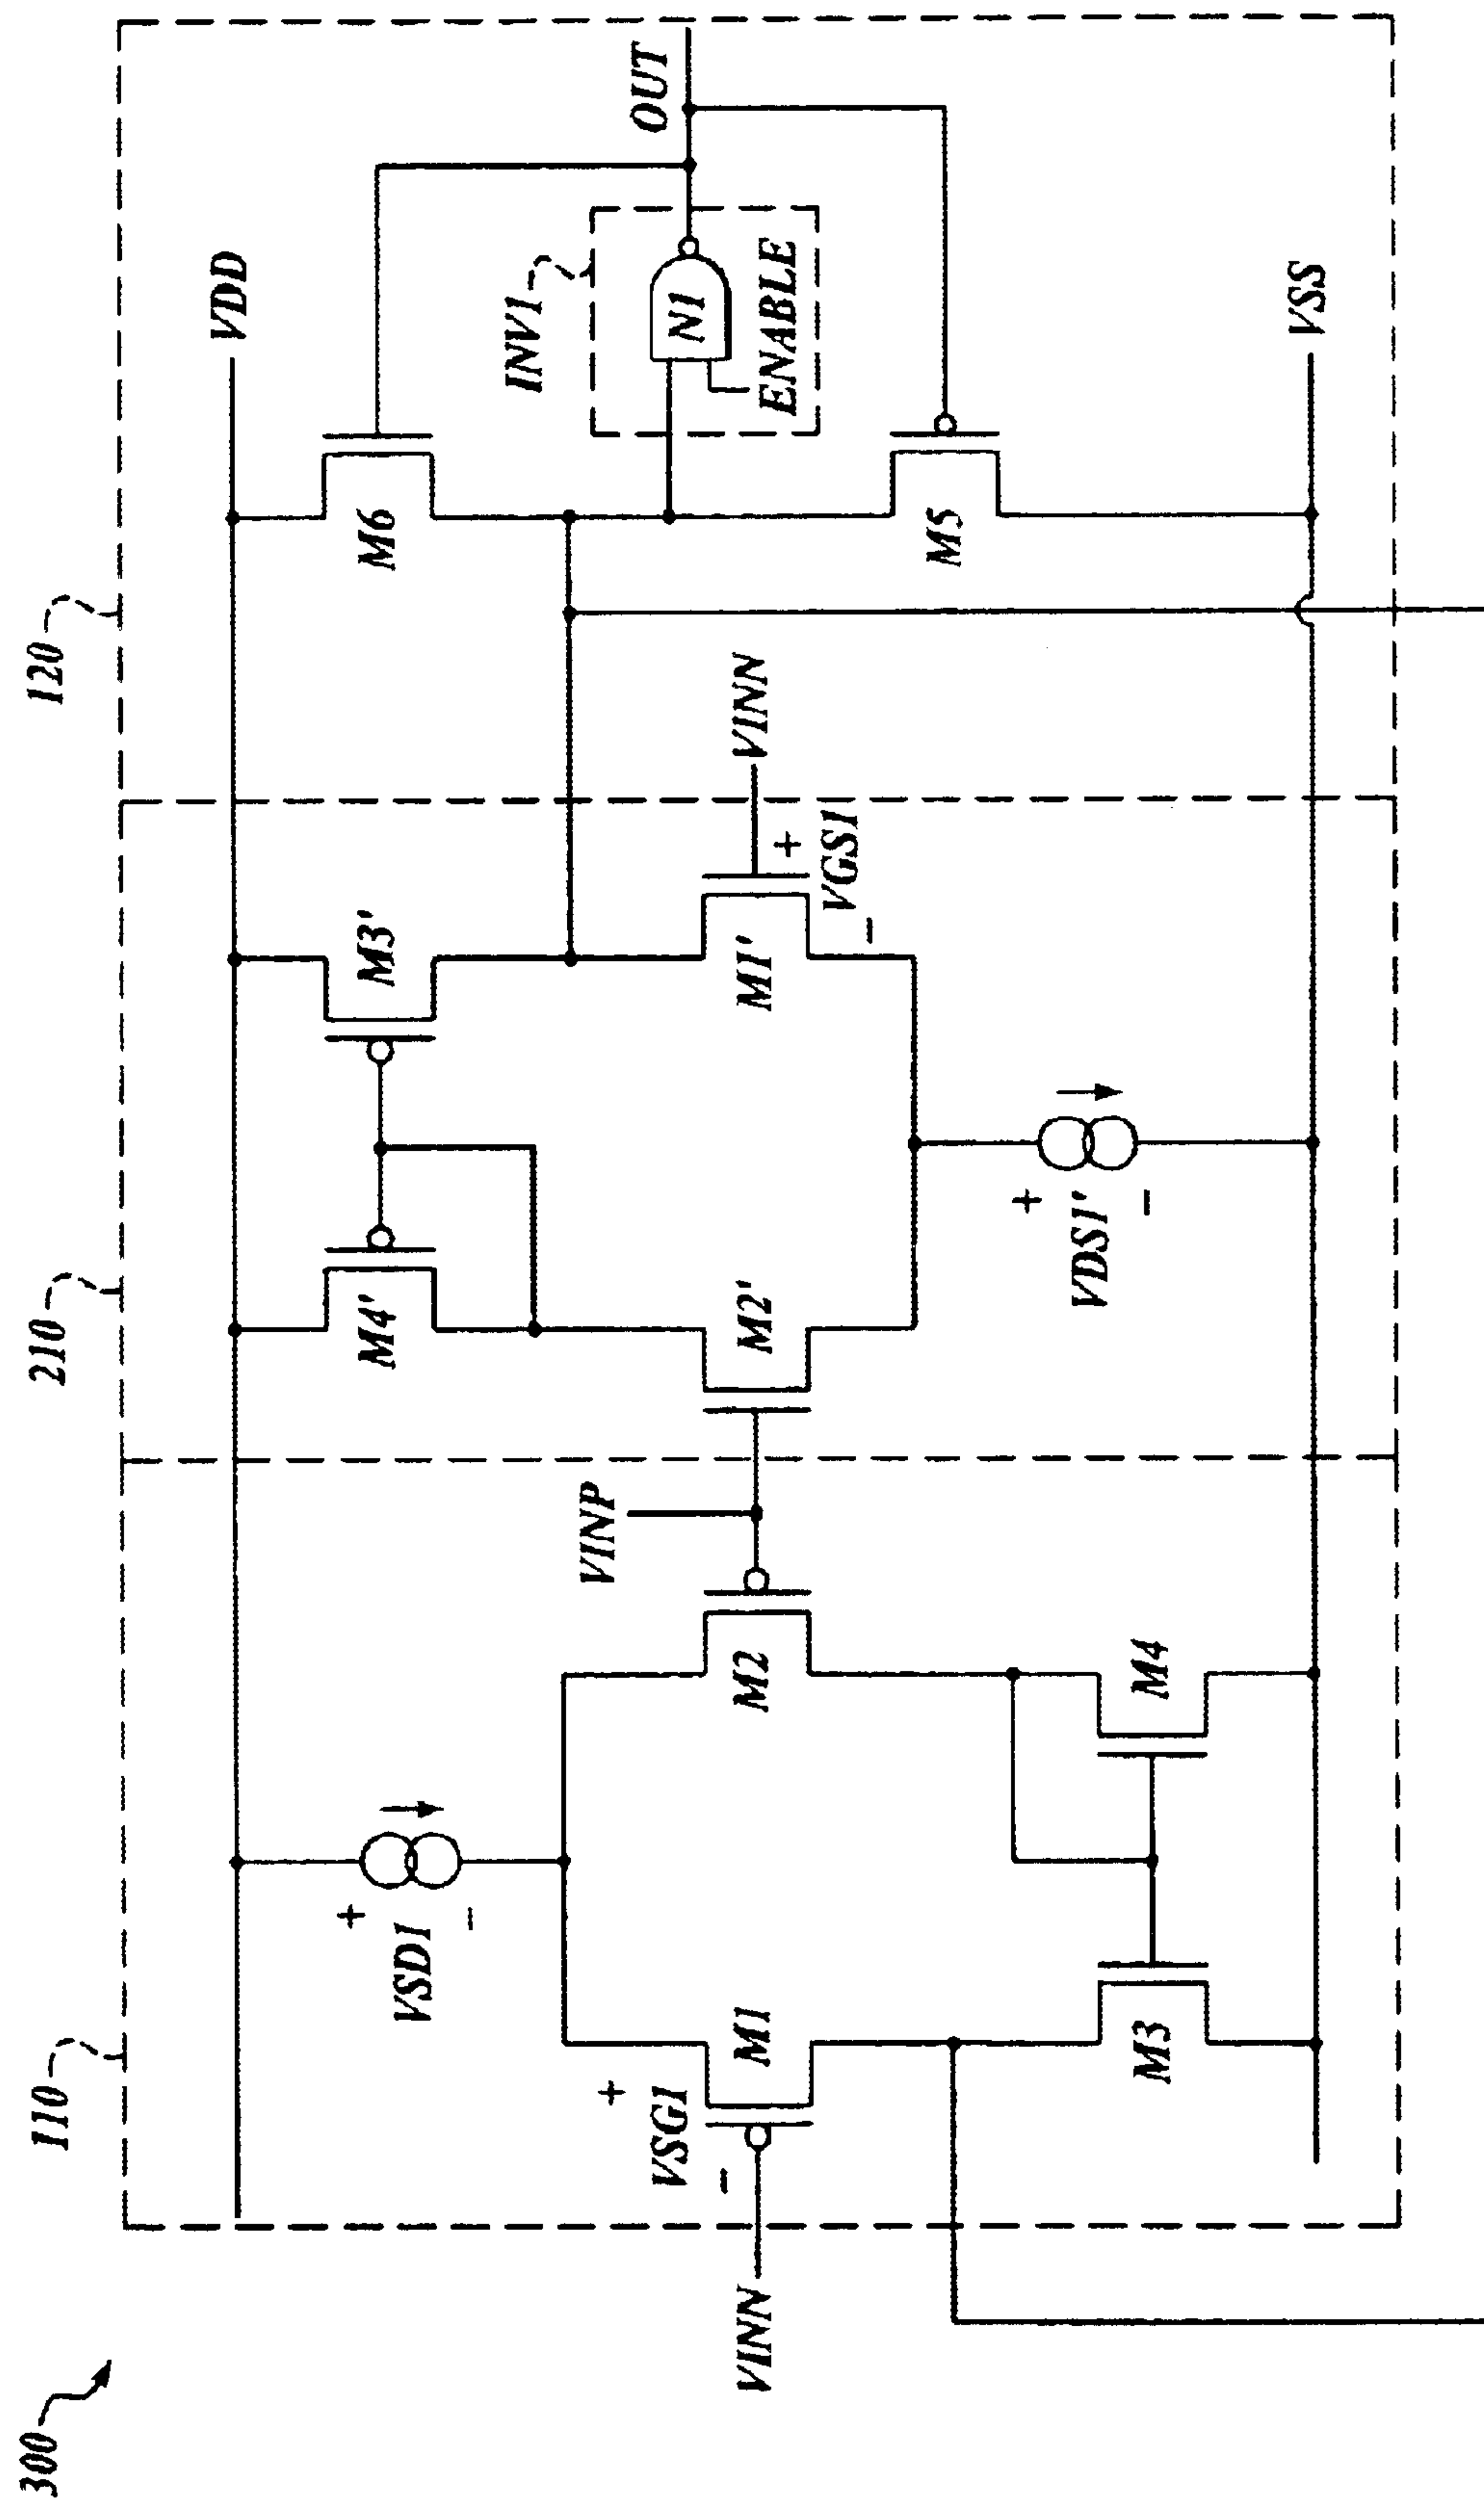 300
110
210
120
VDD
VSD1
+
-
M4'
M3'
M6
OUT
INV1
N1
ENABLE
VINP
VSG1
+
-
VINN
M1
M2
M2'
M1'
VINN
+
VGS1
-
M3
M4
+
VDS1'
-
M5
VSS